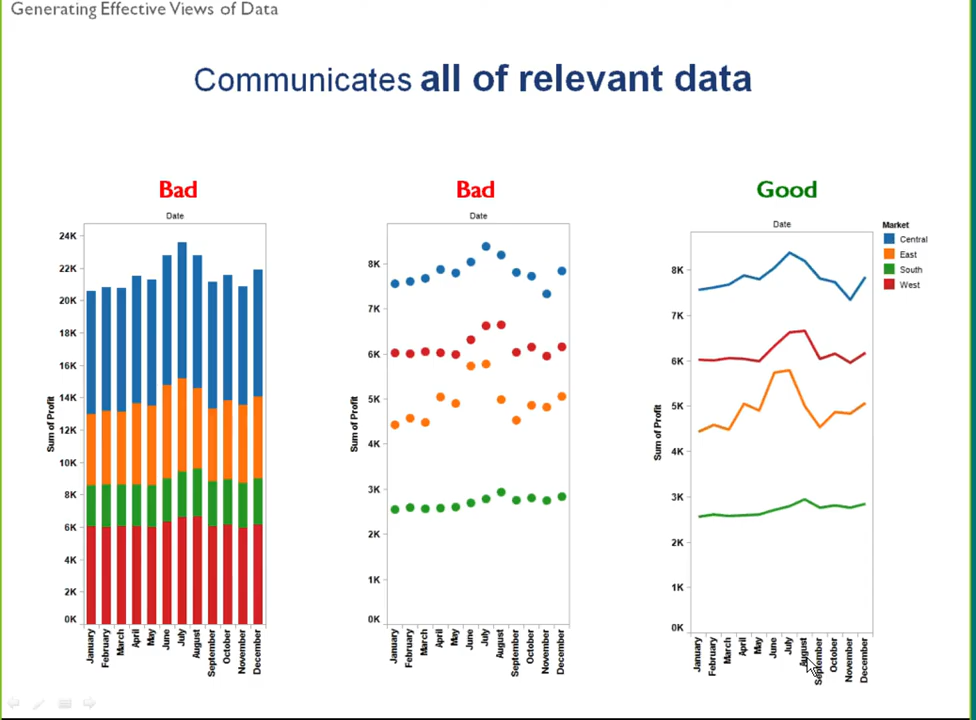 Generating Effective Views of Data
Communicates all of relevant data
Bad
Date
24K
22K
20K
18K
16K
14K
12K
10K
8K
6K
4K
2K
0K
Sum of Profit
January
February
March
April
May
June
July
August
September
October
November
December
Bad
Date
8K
7K
6K
5K
4K
3K
2K
1K
0K
Sum of Profit
January
February
March
April
May
June
July
August
September
October
November
December
Good
Date
8K
7K
6K
5K
4K
3K
2K
1K
0K
Sum of Profit
January
February
March
April
May
June
July
August
September
October
November
December
Market
Central
East
South
West